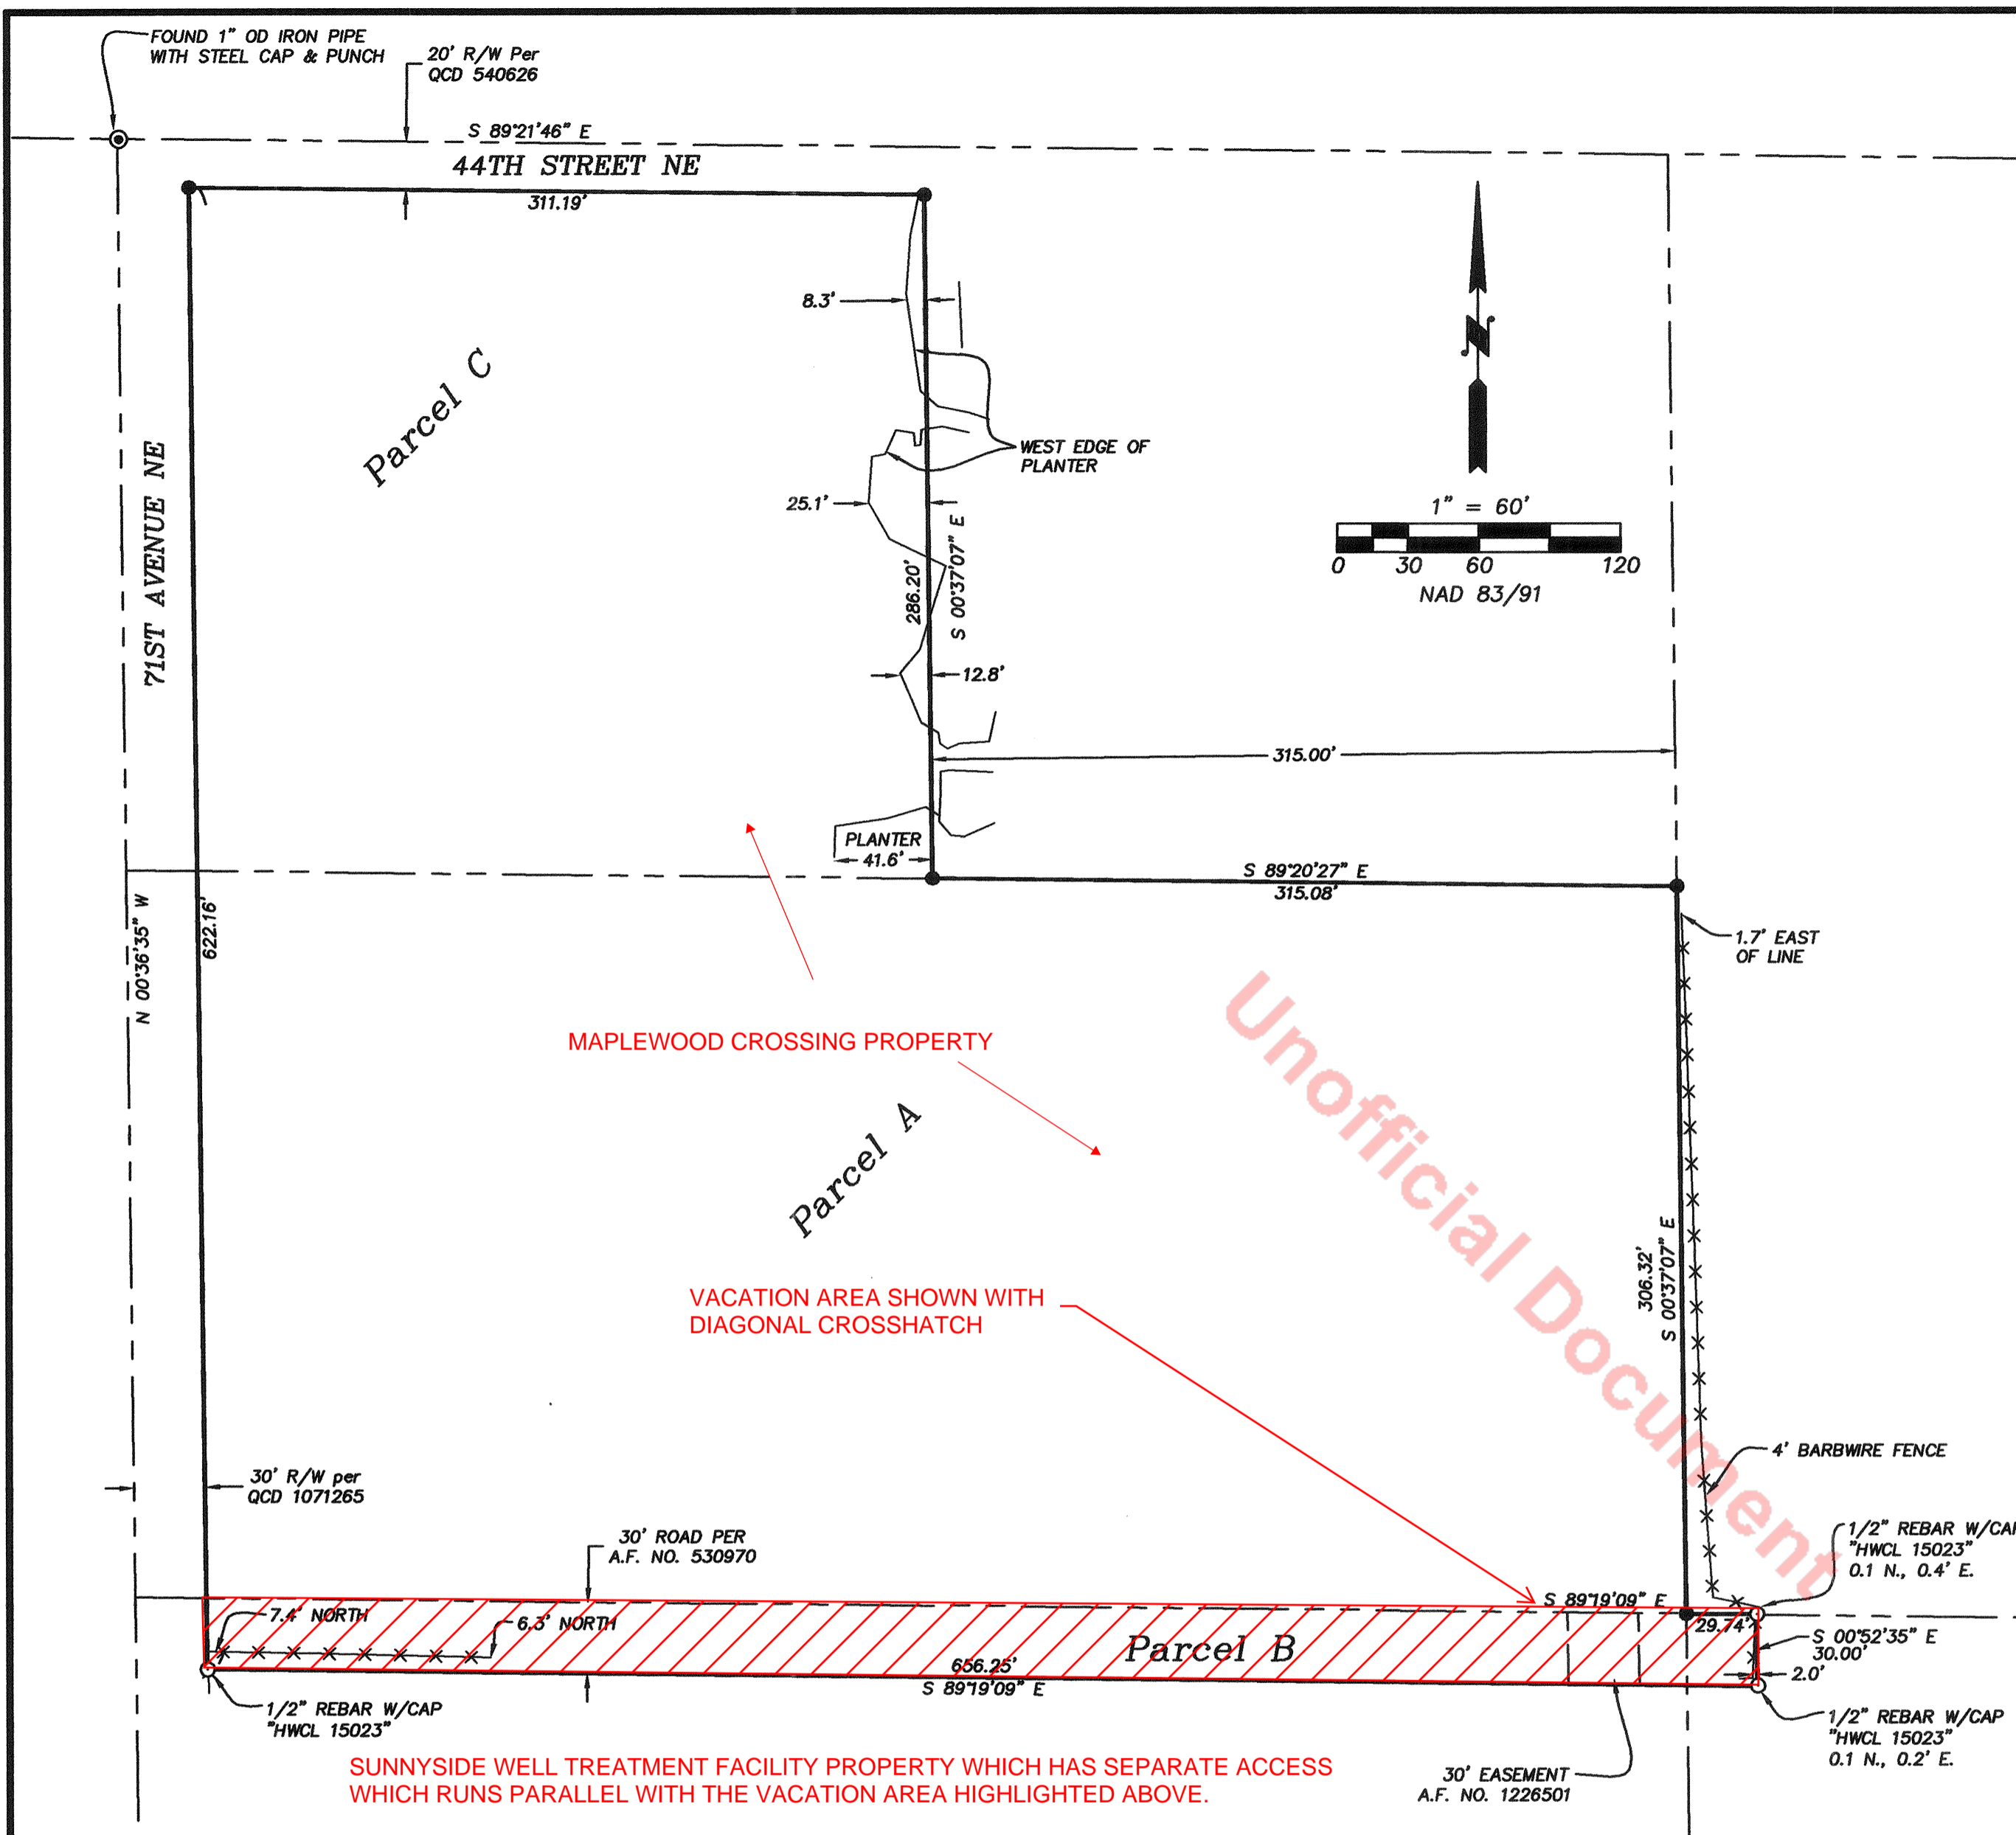 FOUND 1" OD IRON PIPE
WITH STEEL CAP & PUNCH
20' R/W Per
QCD 540626
S 89°21'46" E
44TH STREET NE
311.19'
8.3'
Parcel C
WEST EDGE OF
PLANTER
71ST AVENUE NE
25.1'
286.20'
S 00°37'07" E
1" = 60'
0 30 60 120
NAD 83/91
12.8'
315.00'
PLANTER
41.6'
S 89°20'27" E
315.08'
N 00°36'35" W
622.16'
1.7' EAST
OF LINE
MAPLEWOOD CROSSING PROPERTY
Unofficial Document
Parcel A
306.32'
S 00°37'07" E
VACATION AREA SHOWN WITH
DIAGONAL CROSSHATCH
4' BARBWIRE FENCE
30' R/W per
QCD 1071265
30' ROAD PER
A.F. NO. 530970
1/2" REBAR W/CAP
"HWCL 15023"
0.1 N., 0.4' E.
S 89°19'09" E
7.4' NORTH
6.3' NORTH
29.74'
Parcel B
S 00°52'35" E
30.00'
656.25'
2.0'
S 89°19'09" E
1/2" REBAR W/CAP
"HWCL 15023"
1/2" REBAR W/CAP
"HWCL 15023"
0.1 N., 0.2' E.
SUNNYSIDE WELL TREATMENT FACILITY PROPERTY WHICH HAS SEPARATE ACCESS
WHICH RUNS PARALLEL WITH THE VACATION AREA HIGHLIGHTED ABOVE.
30' EASEMENT
A.F. NO. 1226501